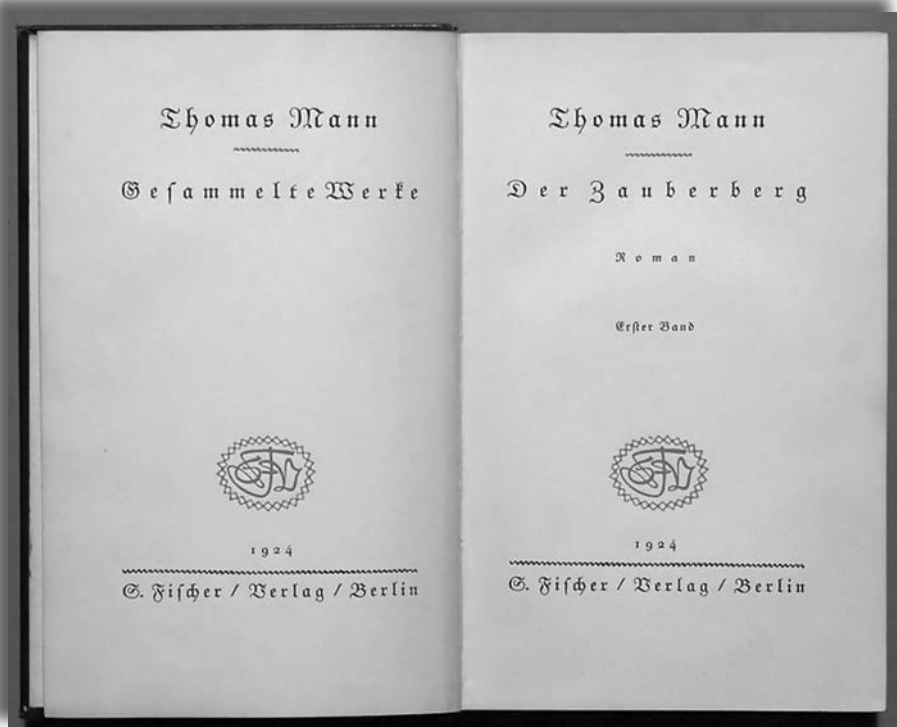 Thomas Mann
Gesammelte Werke
1924
S. Fischer / Verlag / Berlin
Thomas Mann
Der Zauberberg
Roman
Erster Band
1924
S. Fischer / Verlag / Berlin